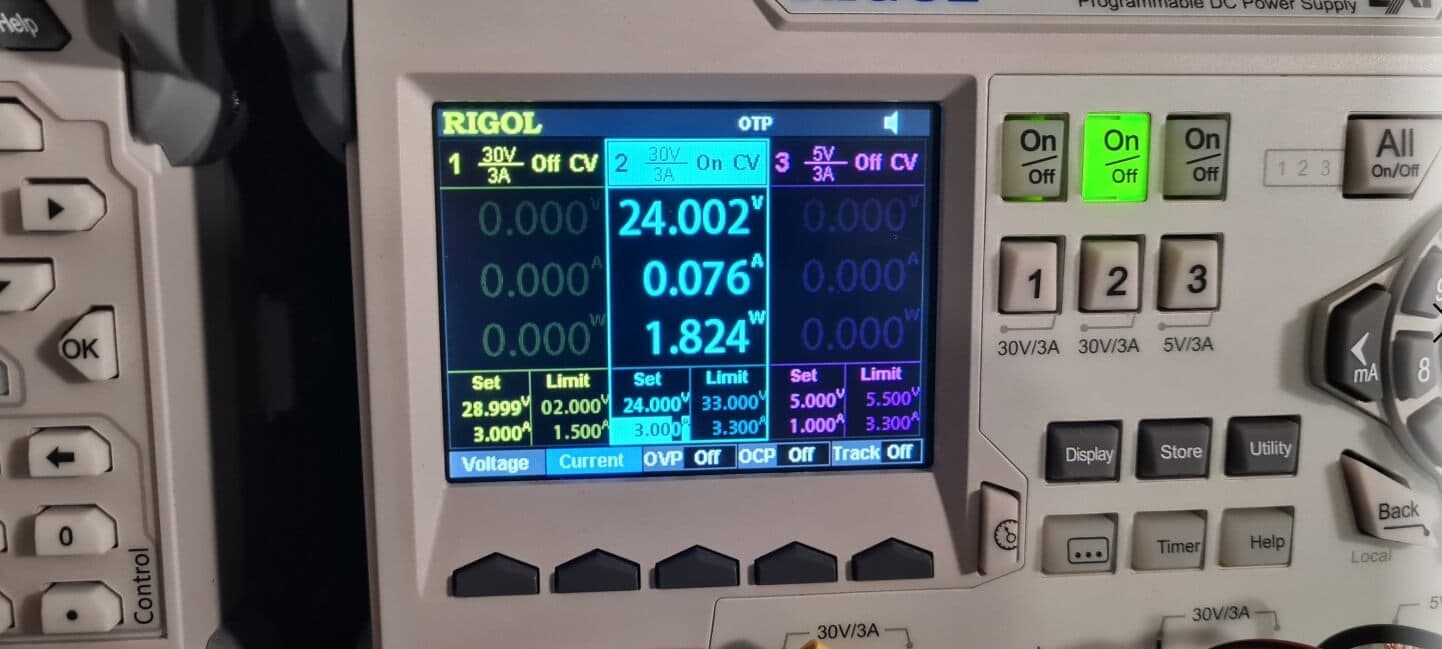 Help
OK
0
Control
Programmable DC Power Supply
RIGOL
OTP
1 30V/3A Off CV
2 30V/3A On CV
3 5V/3A Off CV
0.000V
24.002V
0.000V
0.000A
0.076A
0.000A
0.000W
1.824W
0.000W
Set Limit
28.999V 02.000V
3.000A 1.500A
Set Limit
24.000V 33.000V
3.000A 3.300A
Set Limit
5.000V 5.500V
1.000A 3.300A
Voltage Current OVP Off OCP Off Track Off
On/Off
On/Off
On/Off
1 2 3
All
On/Off
1 2 3
30V/3A 30V/3A 5V/3A
mA
8
Display Store Utility
Timer Help
Back
Local
30V/3A
30V/3A